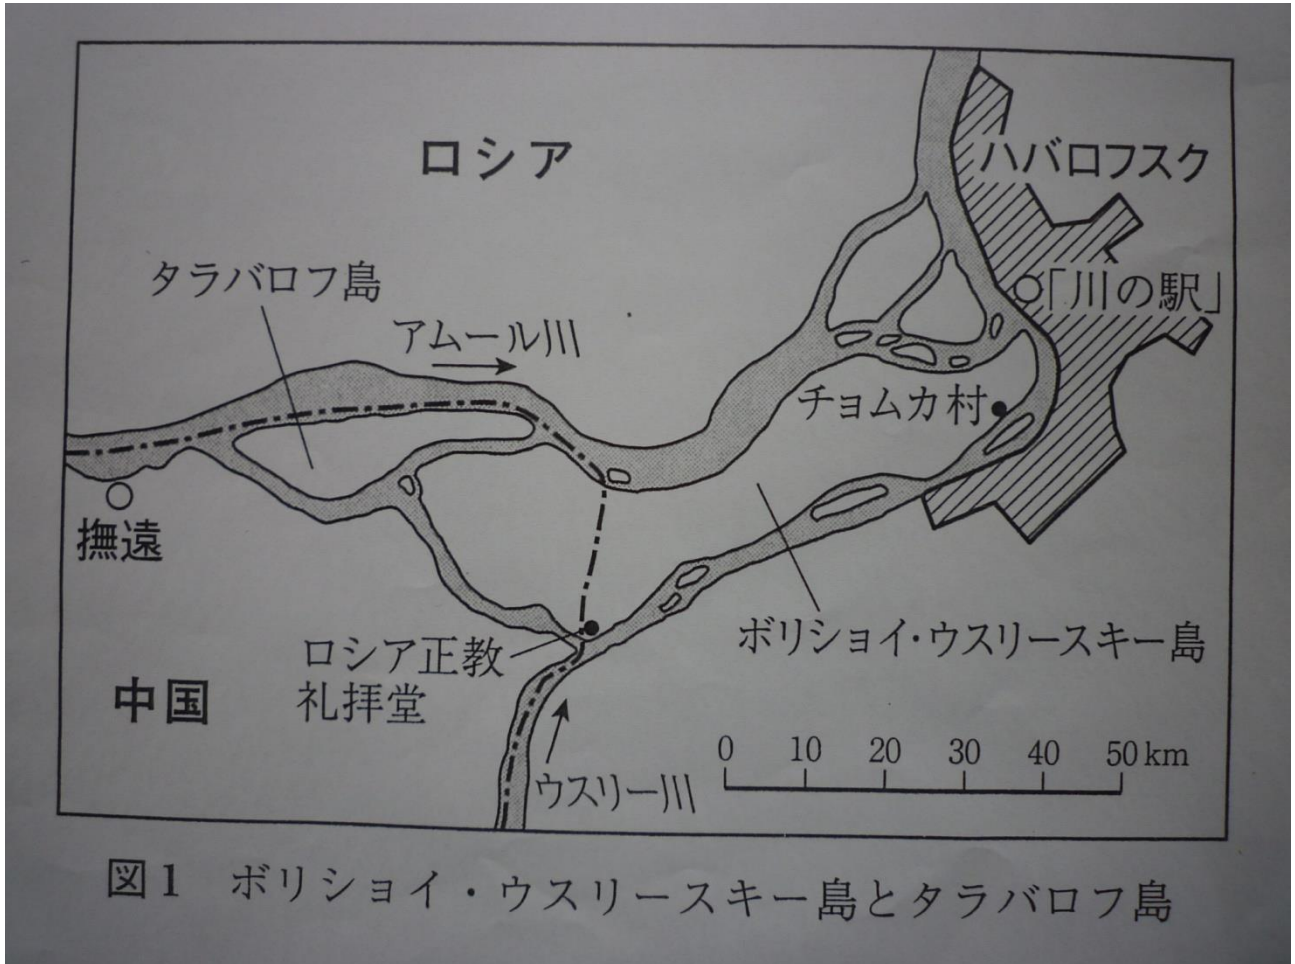 ロシア
ハバロフスク
タラバロフ島
「川の駅」
アムール川
チョムカ村
撫遠
ロシア正教
礼拝堂
ボリショイ・ウスリースキー島
中国
0 10 20 30 40 50 km
ウスリー川
図1 ボリショイ・ウスリースキー島とタラバロフ島